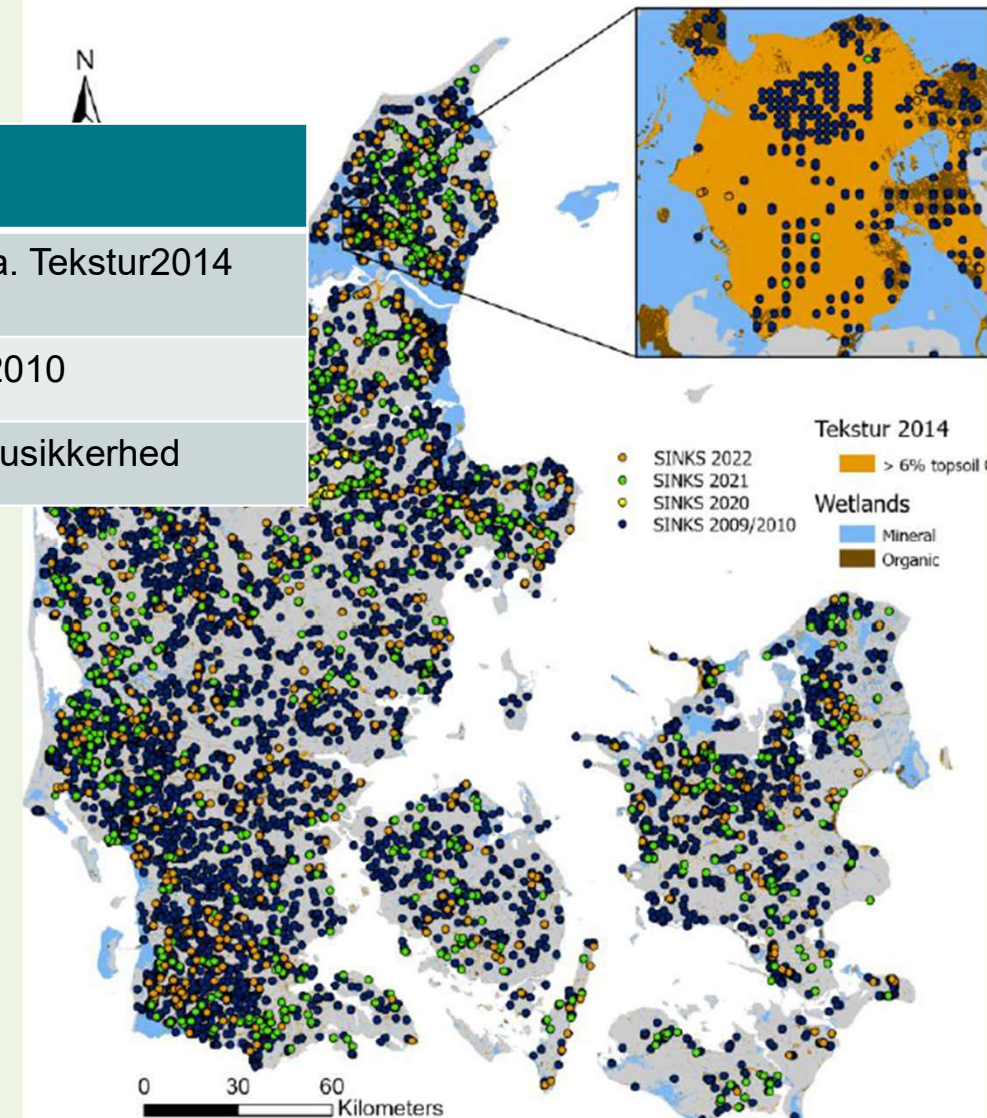 N
a. Tekstur2014
2010
usikkerhed
SINKS 2022
SINKS 2021
SINKS 2020
SINKS 2009/2010
Tekstur 2014
> 6% topsoil
Wetlands
Mineral
Organic
0 30 60
Kilometers